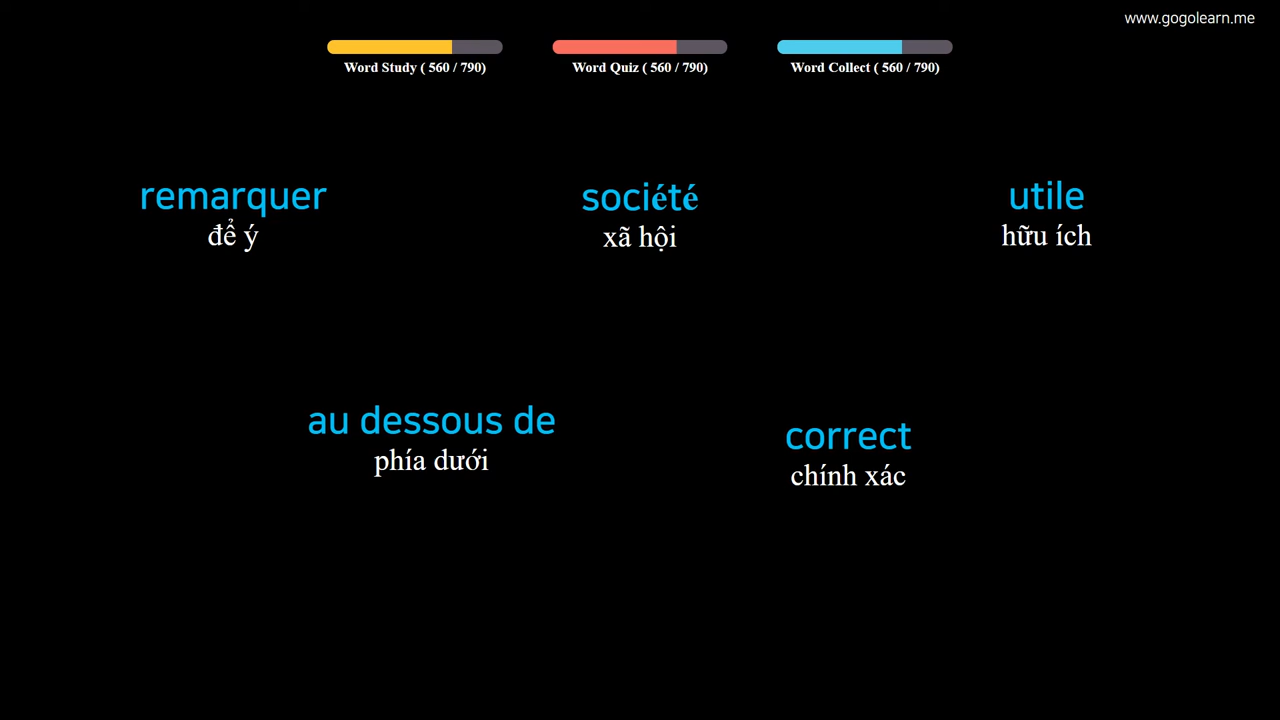 www.gogolearn.me
Word Study ( 560 / 790)
Word Quiz ( 560 / 790)
Word Collect ( 560 / 790)
remarquer
để ý
société
xã hội
utile
hữu ích
au dessous de
phía dưới
correct
chính xác